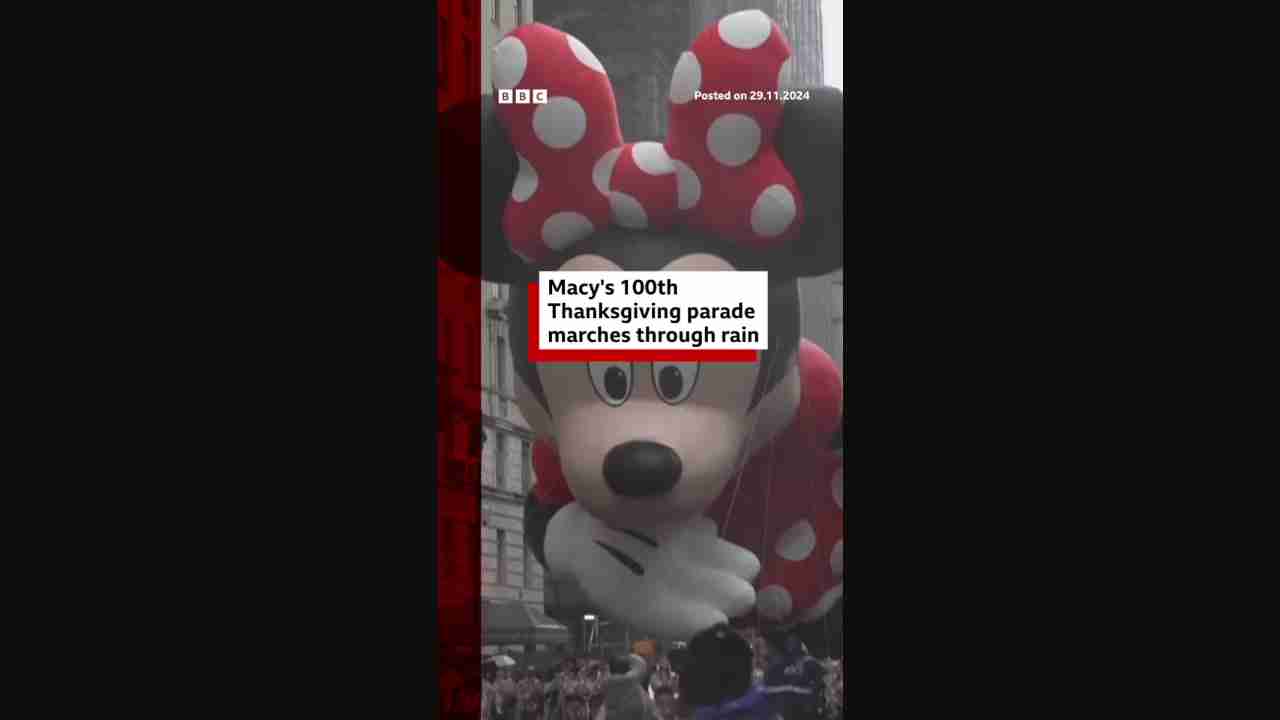 BBC
Posted on 29.11.2024
Macy's 100th
Thanksgiving parade
marches through rain